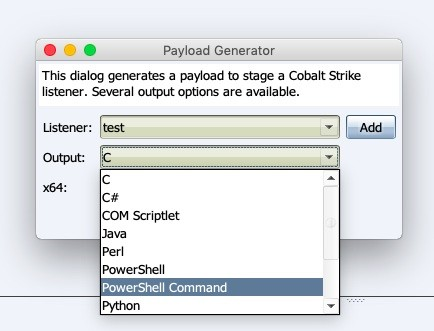 Payload Generator
This dialog generates a payload to stage a Cobalt Strike
listener. Several output options are available.
Listener: test Add
Output: C
x64:
C
C#
COM Scriptlet
Java
Perl
PowerShell
PowerShell Command
Python